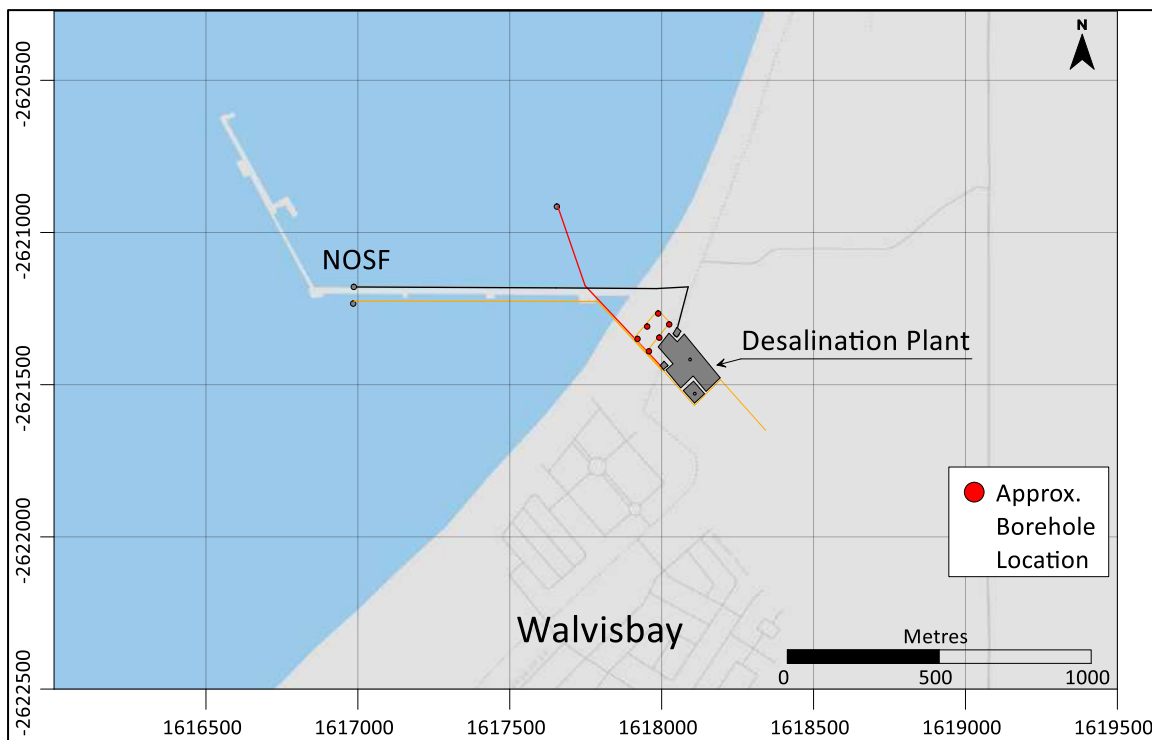 N
-2620500
-2621000
-2621500
-2622000
-2622500
NOSF
Desalination Plant
Approx.
Borehole
Location
Walvisbay
Metres
0 500 1000
1616500 1617000 1617500 1618000 1618500 1619000 1619500